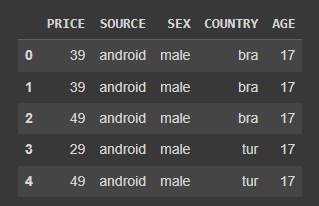 PRICE SOURCE SEX COUNTRY AGE
0 39 android male bra 17
1 39 android male bra 17
2 49 android male bra 17
3 29 android male tur 17
4 49 android male tur 17